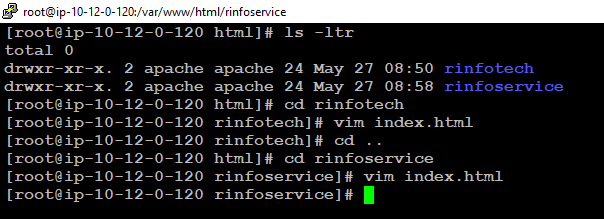 root@ip-10-12-0-120:/var/www/html/rinfoservice
[root@ip-10-12-0-120 html]# ls -ltr
total 0
drwxr-xr-x. 2 apache apache 24 May 27 08:50 rinfotech
drwxr-xr-x. 2 apache apache 24 May 27 08:58 rinfoservice
[root@ip-10-12-0-120 html]# cd rinfotech
[root@ip-10-12-0-120 rinfotech]# vim index.html
[root@ip-10-12-0-120 rinfotech]# cd ..
[root@ip-10-12-0-120 html]# cd rinfoservice
[root@ip-10-12-0-120 rinfoservice]# vim index.html
[root@ip-10-12-0-120 rinfoservice]#